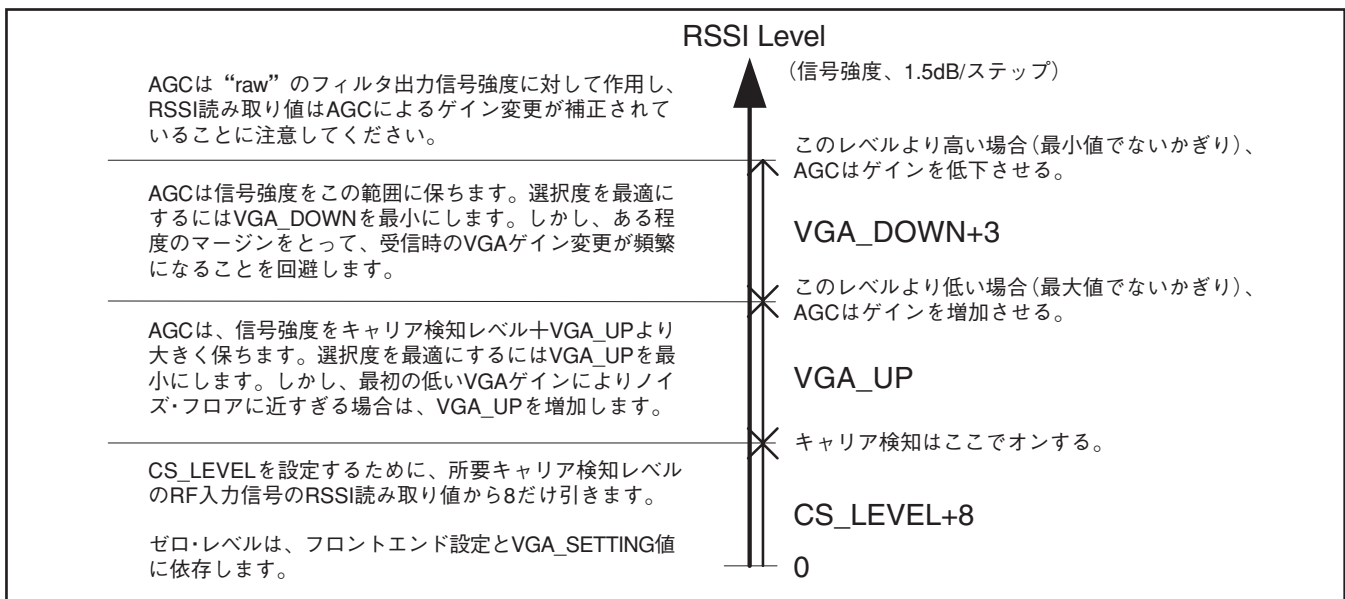 RSSI Level
(信号強度、1.5dB/ステップ)
AGCは“raw”のフィルタ出力信号強度に対して作用し、
RSSI読み取り値はAGCによるゲイン変更が補正されて
いることに注意してください。
このレベルより高い場合(最小値でないかぎり)、
AGCはゲインを低下させる。
AGCは信号強度をこの範囲に保ちます。選択度を最適に
するにはVGA_DOWNを最小にします。しかし、ある程
度のマージンをとって、受信時のVGAゲイン変更が頻繁
になることを回避します。
VGA_DOWN+3
このレベルより低い場合(最大値でないかぎり)、
AGCはゲインを増加させる。
AGCは、信号強度をキャリア検知レベル+VGA_UPより
大きく保ちます。選択度を最適にするにはVGA_UPを最
小にします。しかし、最初の低いVGAゲインによりノイ
ズ・フロアに近すぎる場合は、VGA_UPを増加します。
VGA_UP
キャリア検知はここでオンする。
CS_LEVELを設定するために、所要キャリア検知レベル
のRF入力信号のRSSI読み取り値から8だけ引きます。
CS_LEVEL+8
ゼロ・レベルは、フロントエンド設定とVGA_SETTING値
に依存します。
0